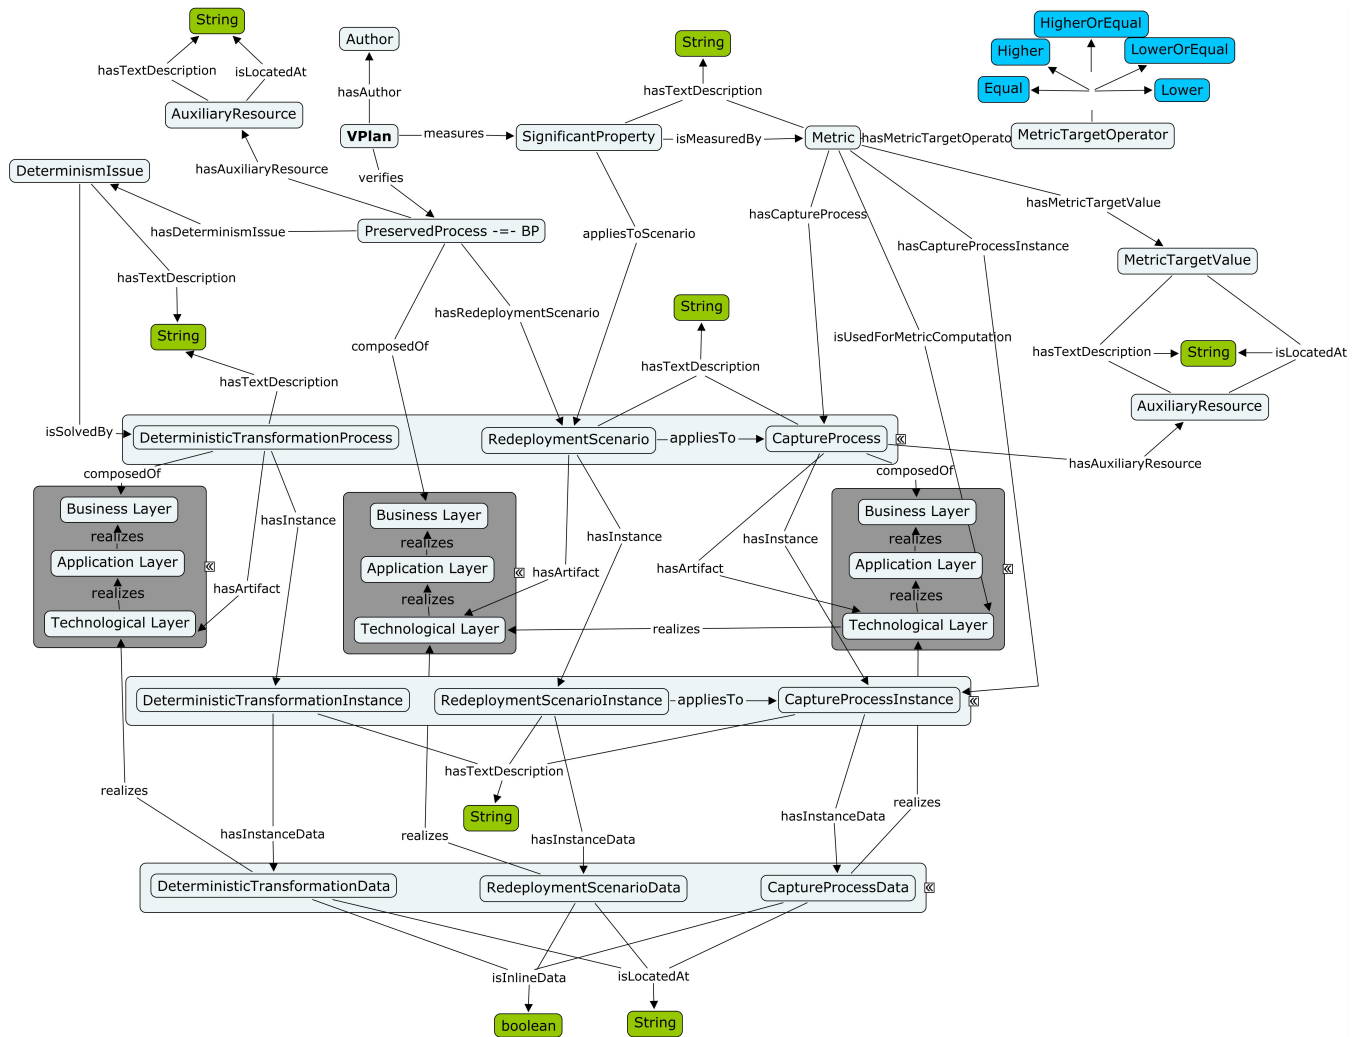 String
HigherOrEqual
Author
String
Higher
LowerOrEqual
hasTextDescription
isLocatedAt
hasAuthor
hasTextDescription
Equal
Lower
AuxiliaryResource
VPlan
measures
SignificantProperty
isMeasuredBy
Metric
hasMetricTargetOperato
MetricTargetOperator
DeterminismIssue
hasAuxiliaryResource
verifies
hasMetricTargetValue
hasCaptureProcess
hasDeterminismIssue
PreservedProcess -=- BP
appliesToScenario
hasCaptureProcessInstance
MetricTargetValue
hasTextDescription
String
hasRedeploymentScenario
String
isUsedForMetricComputation
composedOf
hasTextDescription
String
isLocatedAt
hasTextDescription
hasTextDescription
AuxiliaryResource
isSolvedBy
DeterministicTransformationProcess
RedeploymentScenario
appliesTo
CaptureProcess
hasAuxiliaryResource
composedOf
composedOf
Business Layer
hasInstance
Business Layer
Business Layer
realizes
realizes
hasInstance
hasInstance
realizes
Application Layer
Application Layer
hasArtifact
hasArtifact
Application Layer
realizes
hasArtifact
realizes
realizes
Technological Layer
Technological Layer
realizes
Technological Layer
DeterministicTransformationInstance
RedeploymentScenarioInstance
appliesTo
CaptureProcessInstance
hasTextDescription
realizes
String
realizes
hasInstanceData
realizes
hasInstanceData
hasInstanceData
DeterministicTransformationData
RedeploymentScenarioData
CaptureProcessData
isInlineData
isLocatedAt
boolean
String